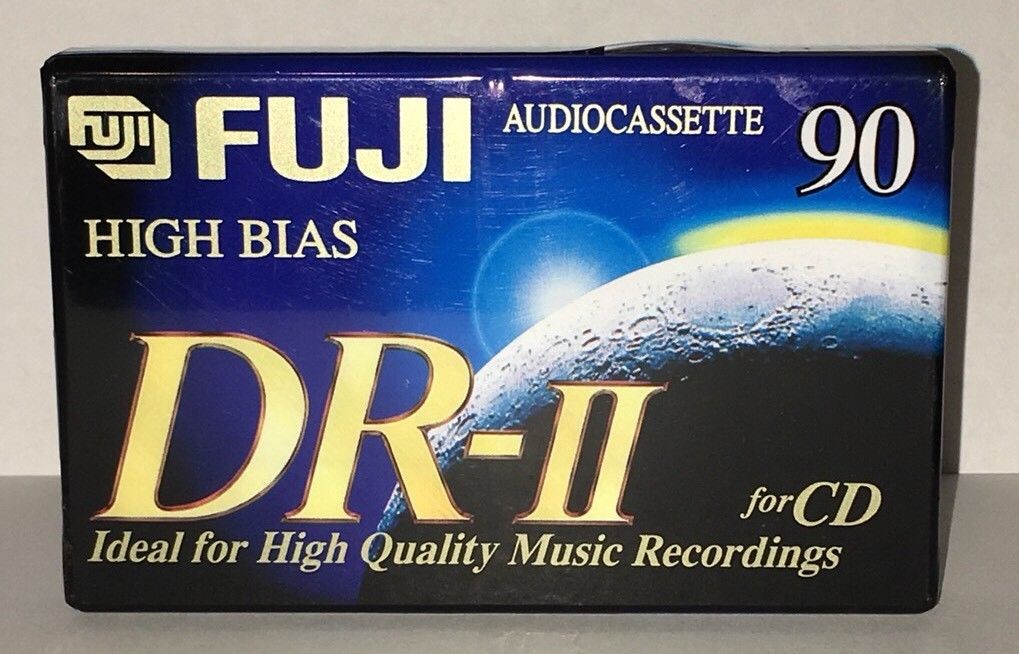 FUJI FUJI AUDIOCASSETTE 90
HIGH BIAS
DR-II
for CD
Ideal for High Quality Music Recordings